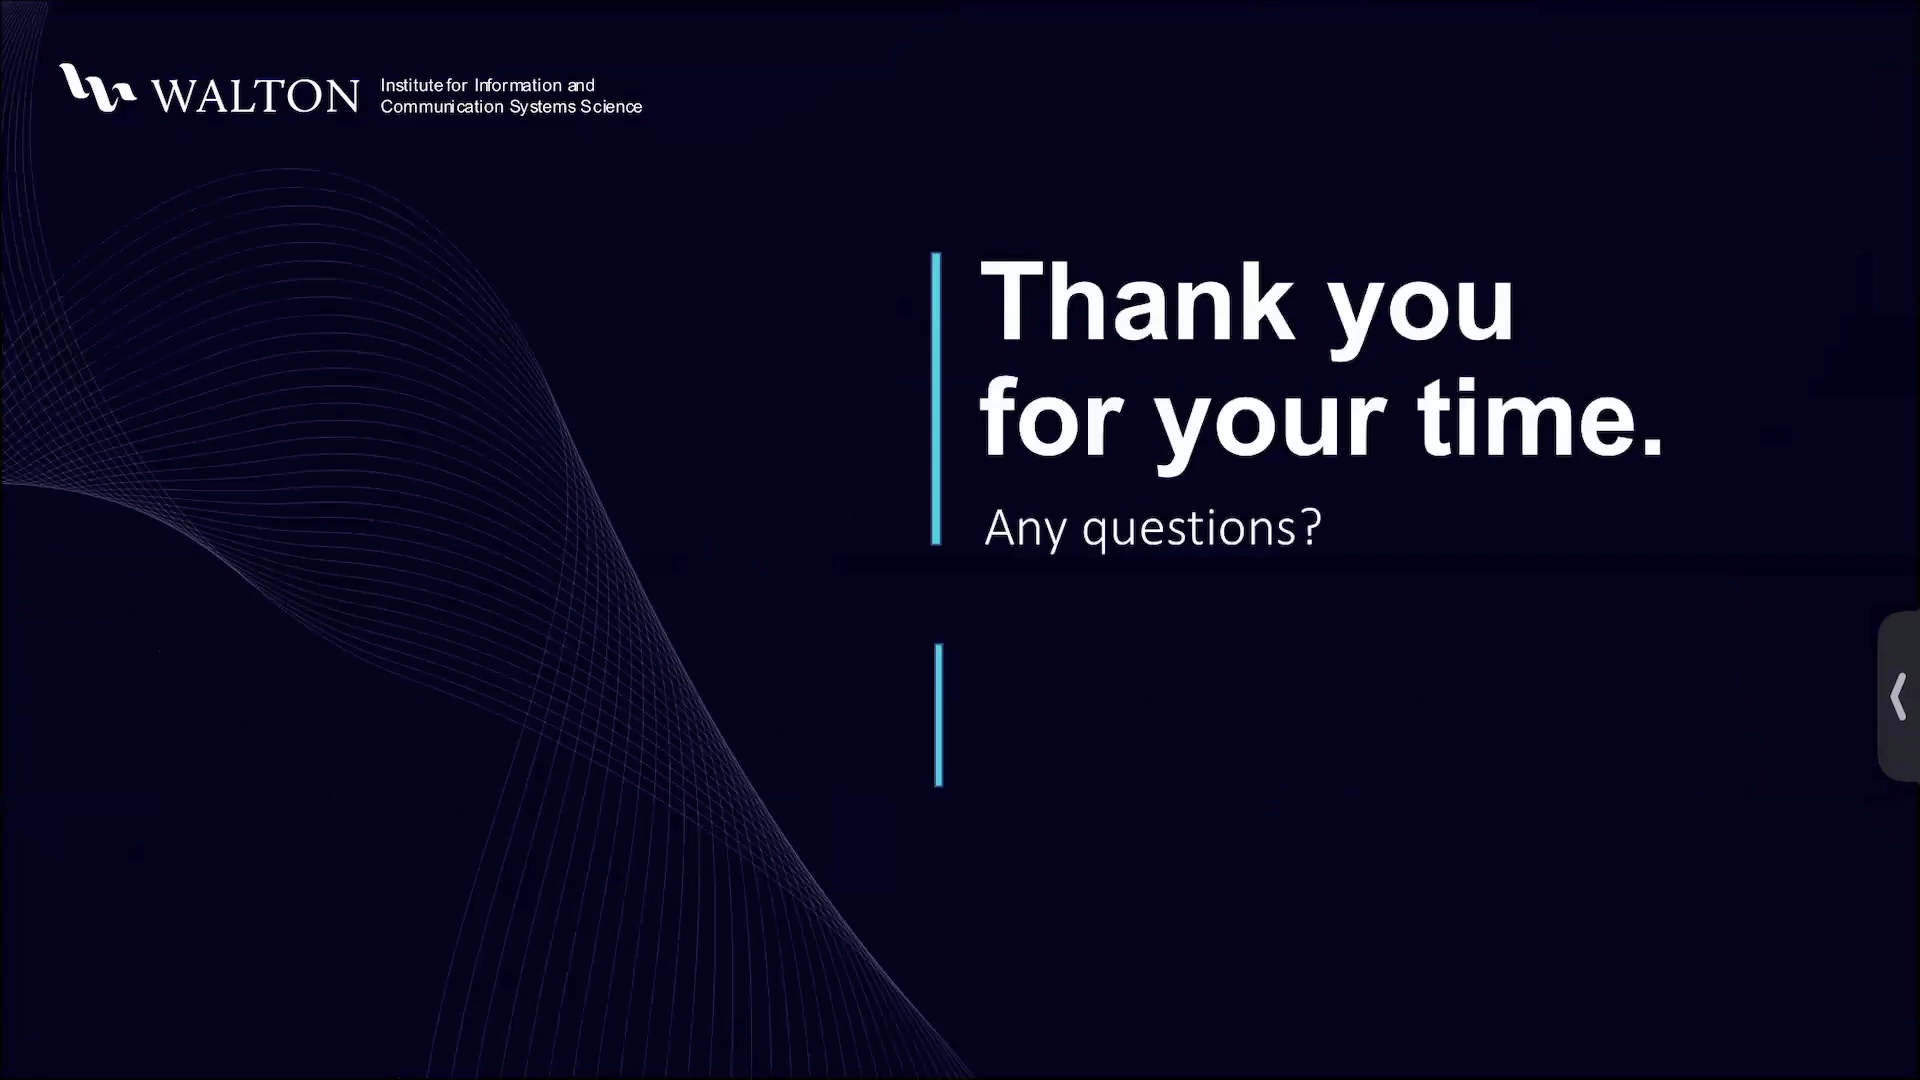 WALTON
Institute for Information and
Communication Systems Science
Thank you
for your time.
Any questions?